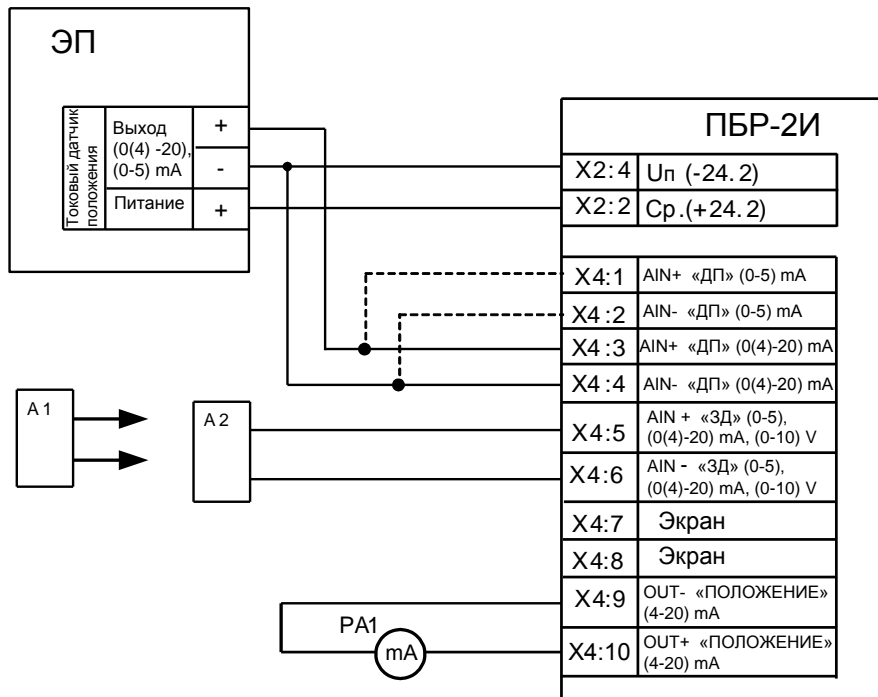 ЭП
Токовый датчик
положения
Выход
(0(4) -20),
(0-5) mA
+
-
Питание
+
ПБР-2И
X2:4 Uп (-24.2)
X2:2 Ср.(+24.2)
X4:1 AIN+ «ДП» (0-5) mA
X4:2 AIN- «ДП» (0-5) mA
X4:3 AIN+ «ДП» (0(4)-20) mA
X4:4 AIN- «ДП» (0(4)-20) mA
A1
A2
X4:5 AIN + «ЗД» (0-5),
(0(4)-20) mA, (0-10) V
X4:6 AIN - «ЗД» (0-5),
(0(4)-20) mA, (0-10) V
X4:7 Экран
X4:8 Экран
X4:9 OUT- «ПОЛОЖЕНИЕ»
(4-20) mA
PA1
mA
X4:10 OUT+ «ПОЛОЖЕНИЕ»
(4-20) mA